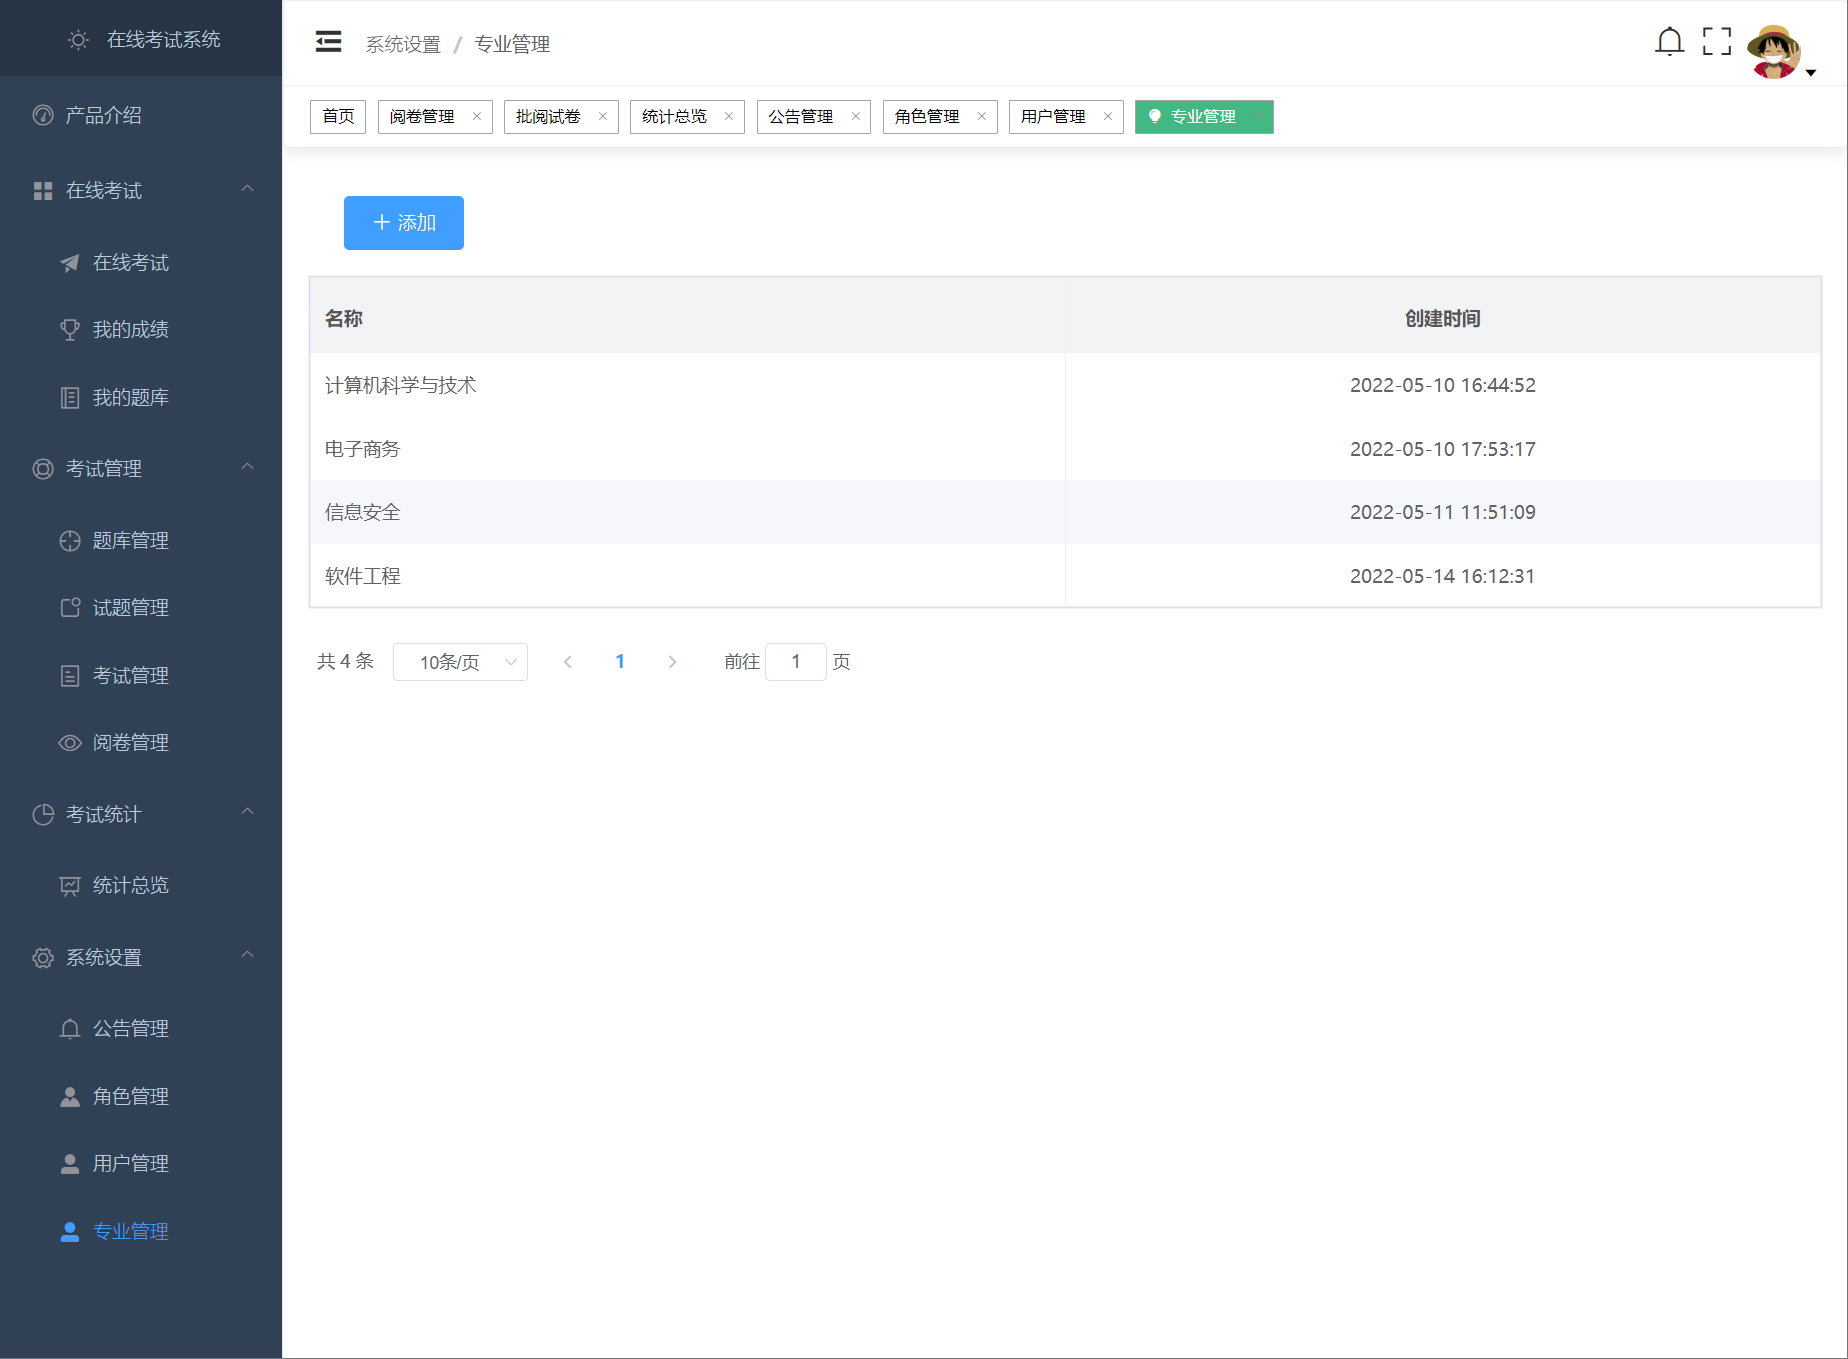 在线考试系统
产品介绍
在线考试
在线考试
我的成绩
我的题库
考试管理
题库管理
试题管理
考试管理
阅卷管理
考试统计
统计总览
系统设置
公告管理
角色管理
用户管理
专业管理
系统设置 / 专业管理
首页 阅卷管理 批阅试卷 统计总览 公告管理 角色管理 用户管理 专业管理
添加
名称 创建时间
计算机科学与技术 2022-05-10 16:44:52
电子商务 2022-05-10 17:53:17
信息安全 2022-05-11 11:51:09
软件工程 2022-05-14 16:12:31
共 4 条 10条/页 1 前往 1 页